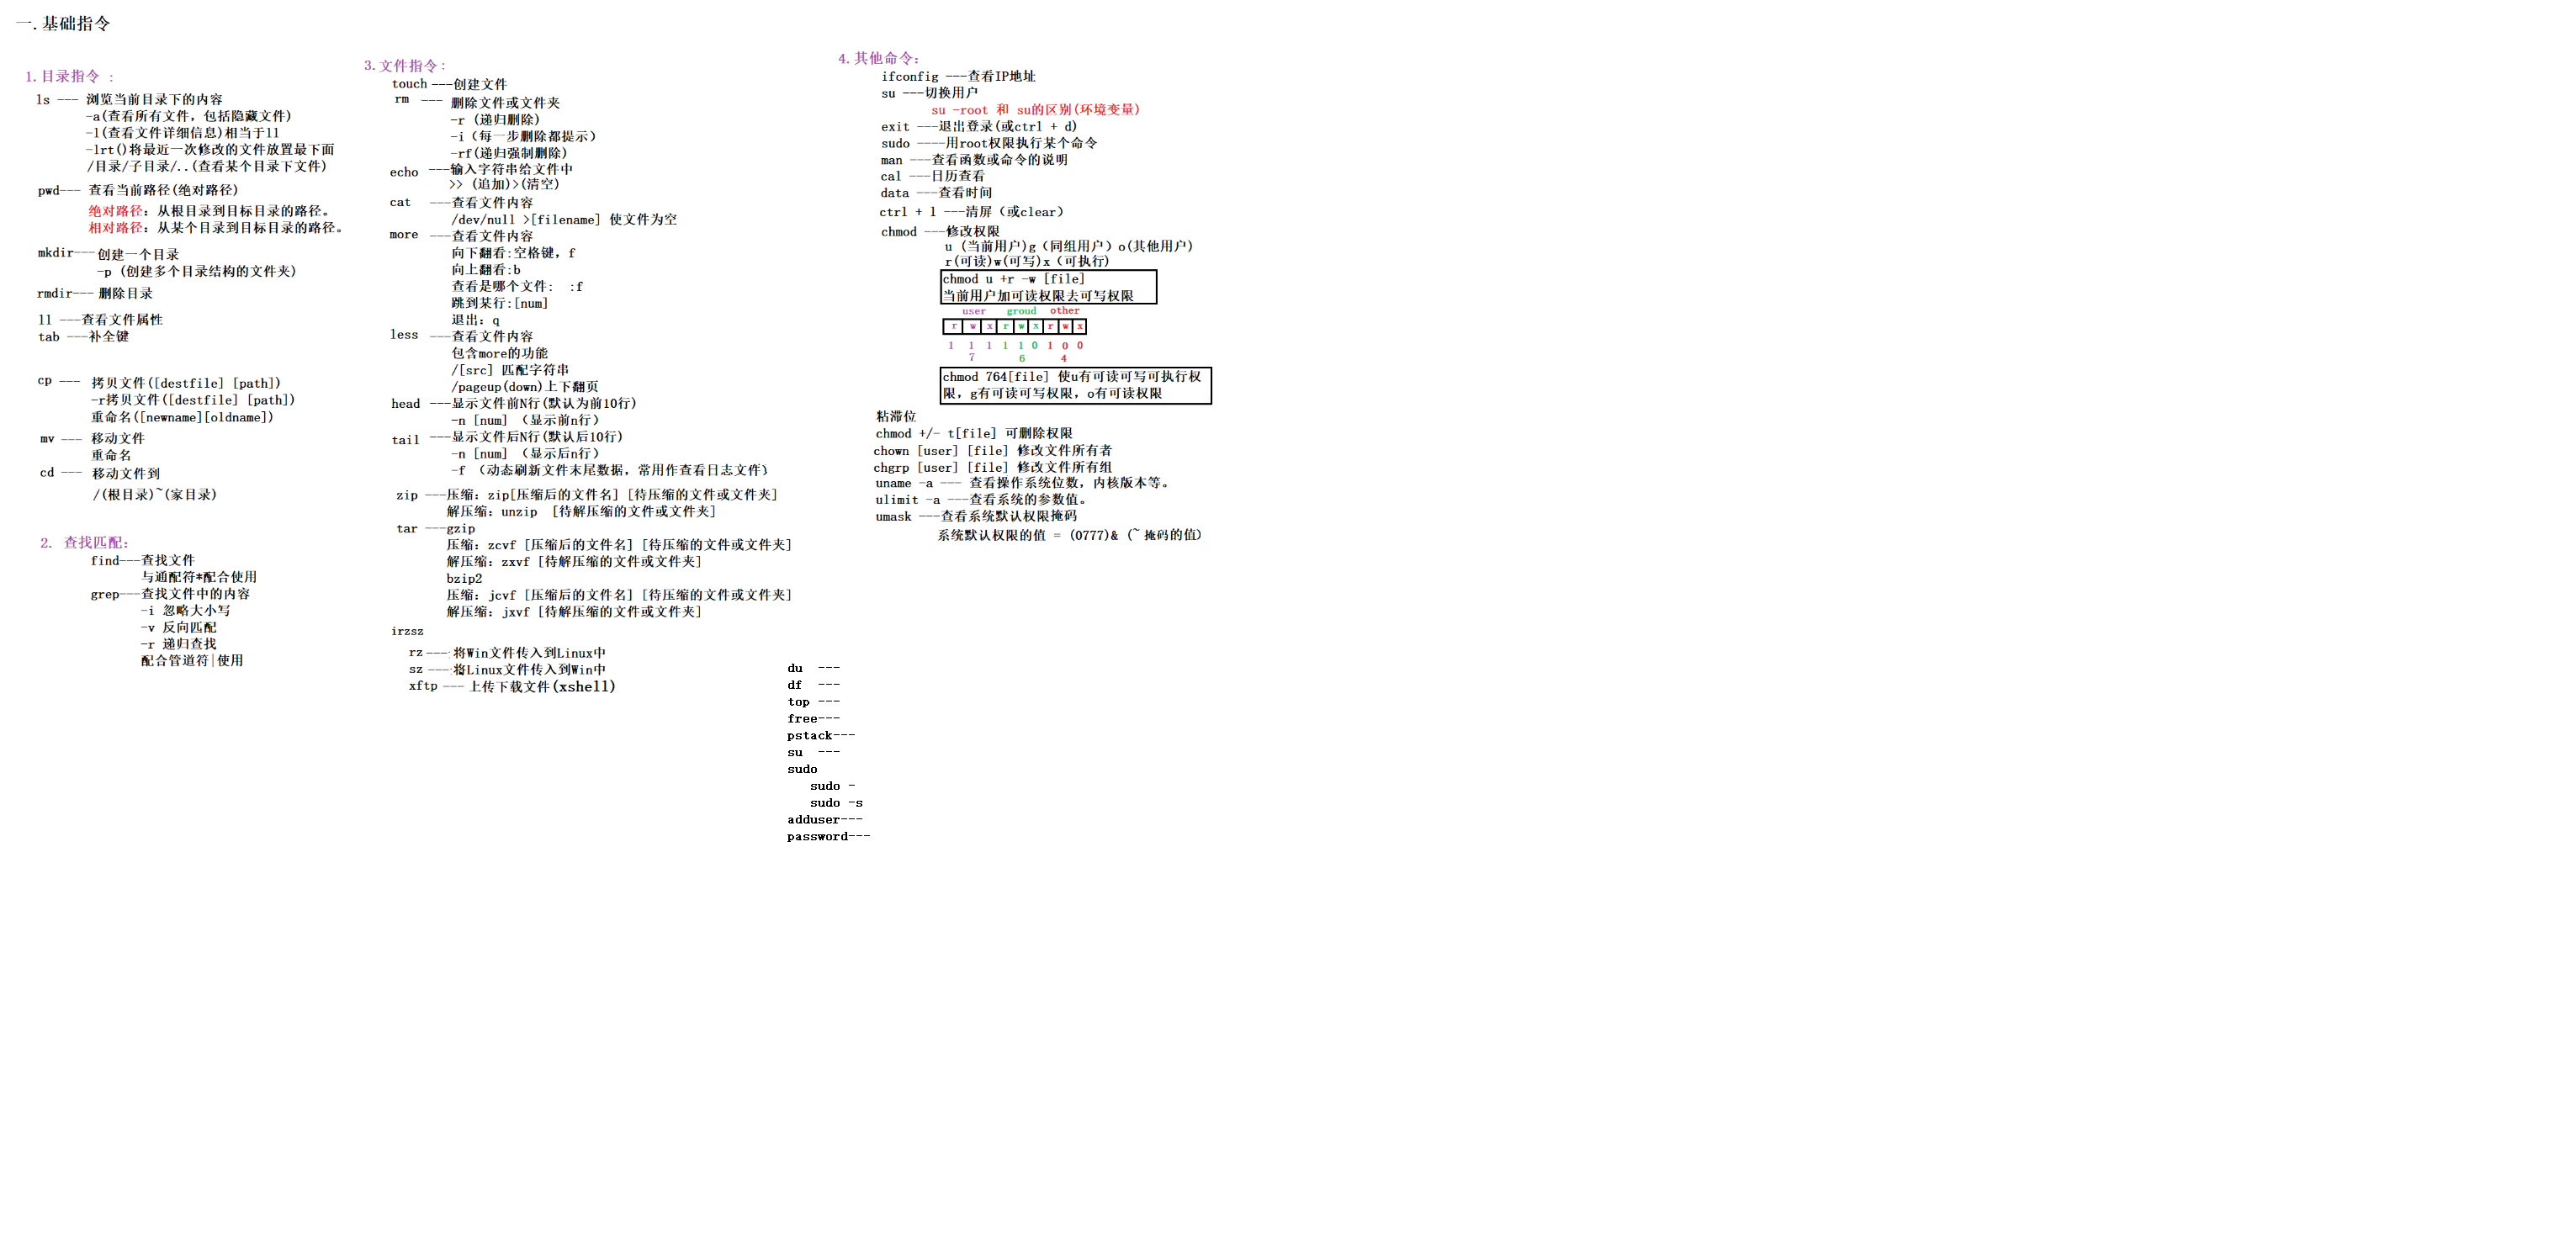 一.基础指令
1.目录指令 :
ls --- 浏览当前目录下的内容
-a(查看所有文件，包括隐藏文件)
-l(查看文件详细信息)相当于ll
-lrt()将最近一次修改的文件放置最下面
/目录/子目录/..(查看某个目录下文件)
pwd--- 查看当前路径(绝对路径)
绝对路径：从根目录到目标目录的路径。
相对路径：从某个目录到目标目录的路径。
mkdir---创建一个目录
-p (创建多个目录结构的文件夹)
rmdir--- 删除目录
ll ---查看文件属性
tab ---补全键
cp --- 拷贝文件([destfile] [path])
-r拷贝文件([destfile] [path])
重命名([newname][oldname])
mv --- 移动文件
重命名
cd --- 移动文件到
/(根目录)~(家目录)
2. 查找匹配:
find---查找文件
与通配符*配合使用
grep---查找文件中的内容
-i 忽略大小写
-v 反向匹配
-r 递归查找
配合管道符|使用
3.文件指令:
touch ---创建文件
rm --- 删除文件或文件夹
-r (递归删除)
-i (每一步删除都提示)
-rf(递归强制删除)
echo ---输入字符串给文件中
>> (追加)>(清空)
cat ---查看文件内容
/dev/null >[filename] 使文件为空
more ---查看文件内容
向下翻看:空格键，f
向上翻看:b
查看是哪个文件: :f
跳到某行:[num]
退出：q
less ---查看文件内容
包含more的功能
/[src] 匹配字符串
/pageup(down)上下翻页
head ---显示文件前N行(默认为前10行)
-n [num] （显示前n行）
tail ---显示文件后N行(默认后10行)
-n [num] （显示后n行）
-f （动态刷新文件末尾数据，常用作查看日志文件）
zip ---压缩：zip[压缩后的文件名] [待压缩的文件或文件夹]
解压缩：unzip [待解压缩的文件或文件夹]
tar ---gzip
压缩：zcvf [压缩后的文件名] [待压缩的文件或文件夹]
解压缩：zxvf [待解压缩的文件或文件夹]
bzip2
压缩：jcvf [压缩后的文件名] [待压缩的文件或文件夹]
解压缩：jxvf [待解压缩的文件或文件夹]
irzsz
rz ---将Win文件传入到Linux中
sz ---将Linux文件传入到Win中
xftp --- 上传下载文件(xshell)
du ---
df ---
top ---
free---
pstack---
su ---
sudo
sudo -
sudo -s
adduser---
password---
4.其他命令:
ifconfig ---查看IP地址
su ---切换用户
su -root 和 su的区别(环境变量)
exit ---退出登录(或ctrl + d)
sudo ----用root权限执行某个命令
man ---查看函数或命令的说明
cal ---日历查看
data ---查看时间
ctrl + l ---清屏（或clear）
chmod ---修改权限
u (当前用户)g（同组用户）o(其他用户)
r(可读)w(可写)x（可执行)
chmod u +r -w [file]
当前用户加可读权限去可写权限
user groud other
r w x r w x r w x
1 1 1 1 1 0 1 0 0
7 6 4
chmod 764[file] 使u有可读可写可执行权
限，g有可读可写权限，o有可读权限
粘滞位
chmod +/- t[file] 可删除权限
chown [user] [file] 修改文件所有者
chgrp [user] [file] 修改文件所有组
uname -a --- 查看操作系统位数，内核版本等。
ulimit -a ---查看系统的参数值。
umask ---查看系统默认权限掩码
系统默认权限的值 = (0777)& (~ 掩码的值)